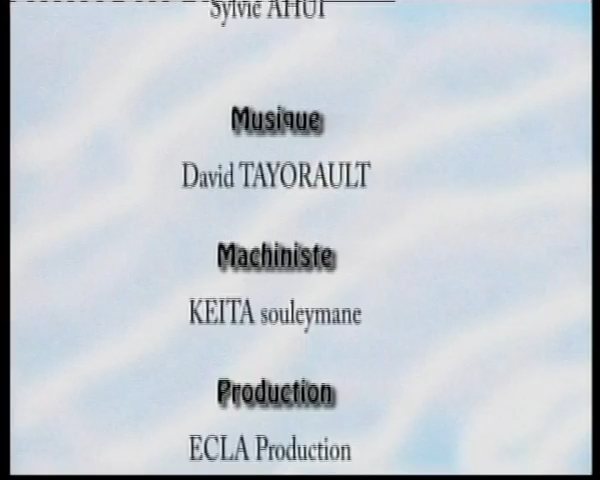 Sylvie AHUI
Musique
David TAYORAULT
Machiniste
KEITA souleymane
Production
ECLA Production